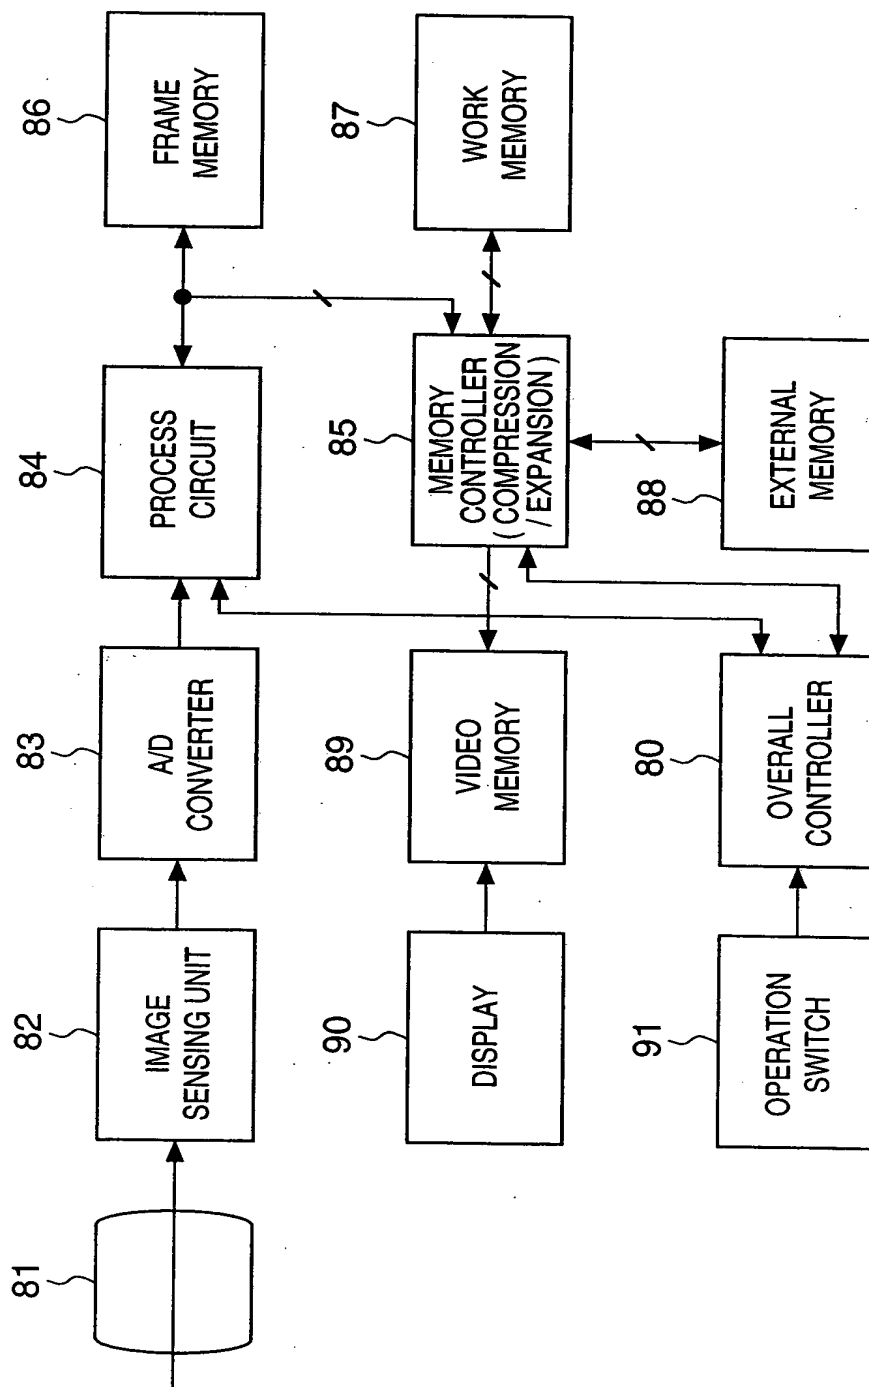 81
82
IMAGE
SENSING UNIT
83
A/D
CONVERTER
84
PROCESS
CIRCUIT
86
FRAME
MEMORY
90
DISPLAY
89
VIDEO
MEMORY
85
MEMORY
CONTROLLER
( COMPRESSION
/ EXPANSION )
87
WORK
MEMORY
91
OPERATION
SWITCH
80
OVERALL
CONTROLLER
88
EXTERNAL
MEMORY